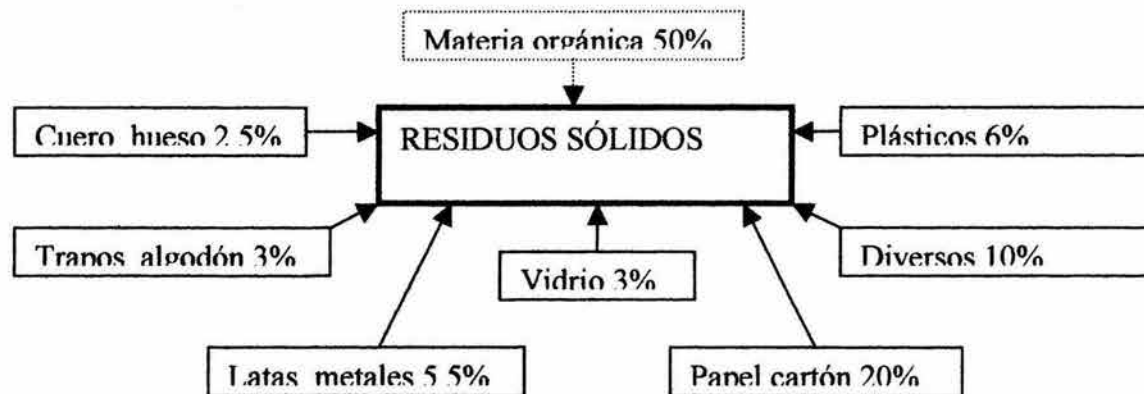 Materia orgánica 50%
Cuero hueso 2.5%
RESIDUOS SÓLIDOS
Plásticos 6%
Trapos algodón 3%
Vidrio 3%
Diversos 10%
Latas metales 5.5%
Papel cartón 20%